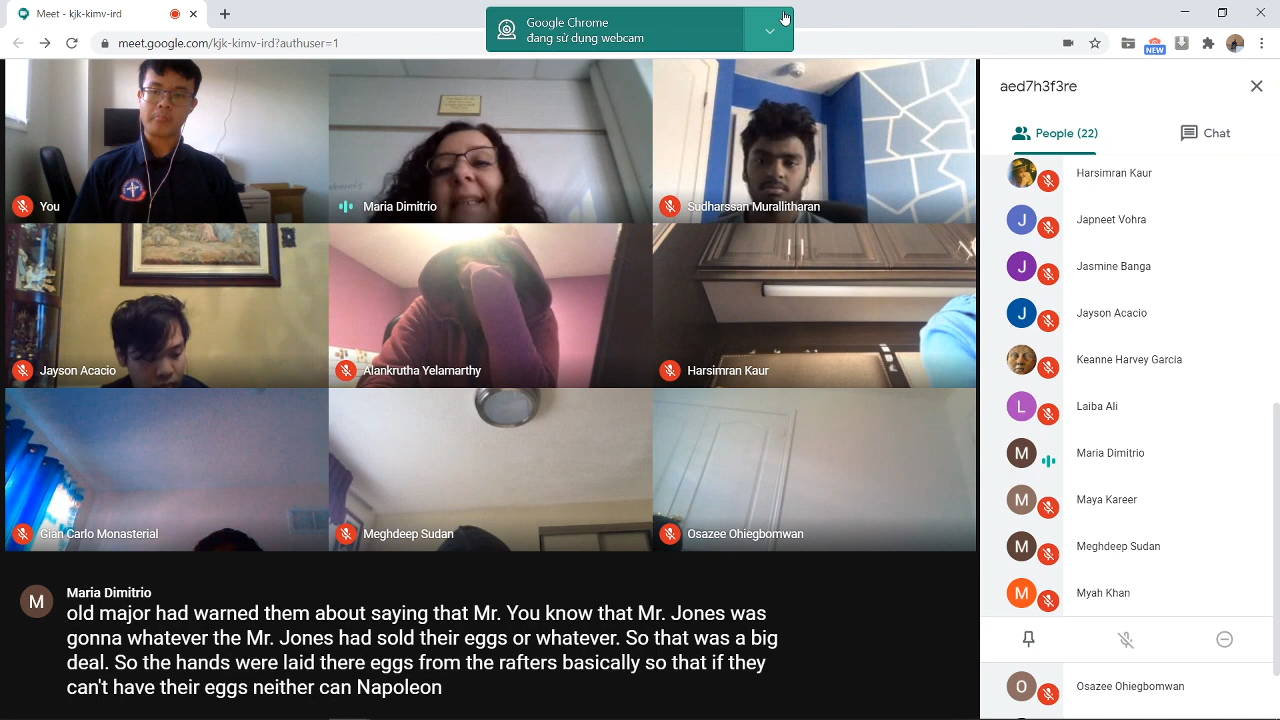 Meet - kjk-kimv-ird
Google Chrome
đang sử dụng webcam
meet.google.com/kjk-kimv-ird?authuser=1
NEW
aed7h3f3re
People (22)
Chat
You
Maria Dimitrio
Sudharssan Murallitharan
Jayson Acacio
Alankrutha Yelamarthy
Harsimran Kaur
Gian Carlo Monasterial
Meghdeep Sudan
Osazee Ohiegbomwan
Harsimran Kaur
J Japneet Vohra
J Jasmine Banga
J Jayson Acacio
Keanne Harvey Garcia
L Laiba Ali
M Maria Dimitrio
M Maya Kareer
M Meghdeep Sudan
M Myah Khan
O Osazee Ohiegbomwan
M
Maria Dimitrio
old major had warned them about saying that Mr. You know that Mr. Jones was
gonna whatever the Mr. Jones had sold their eggs or whatever. So that was a big
deal. So the hands were laid there eggs from the rafters basically so that if they
can't have their eggs neither can Napoleon